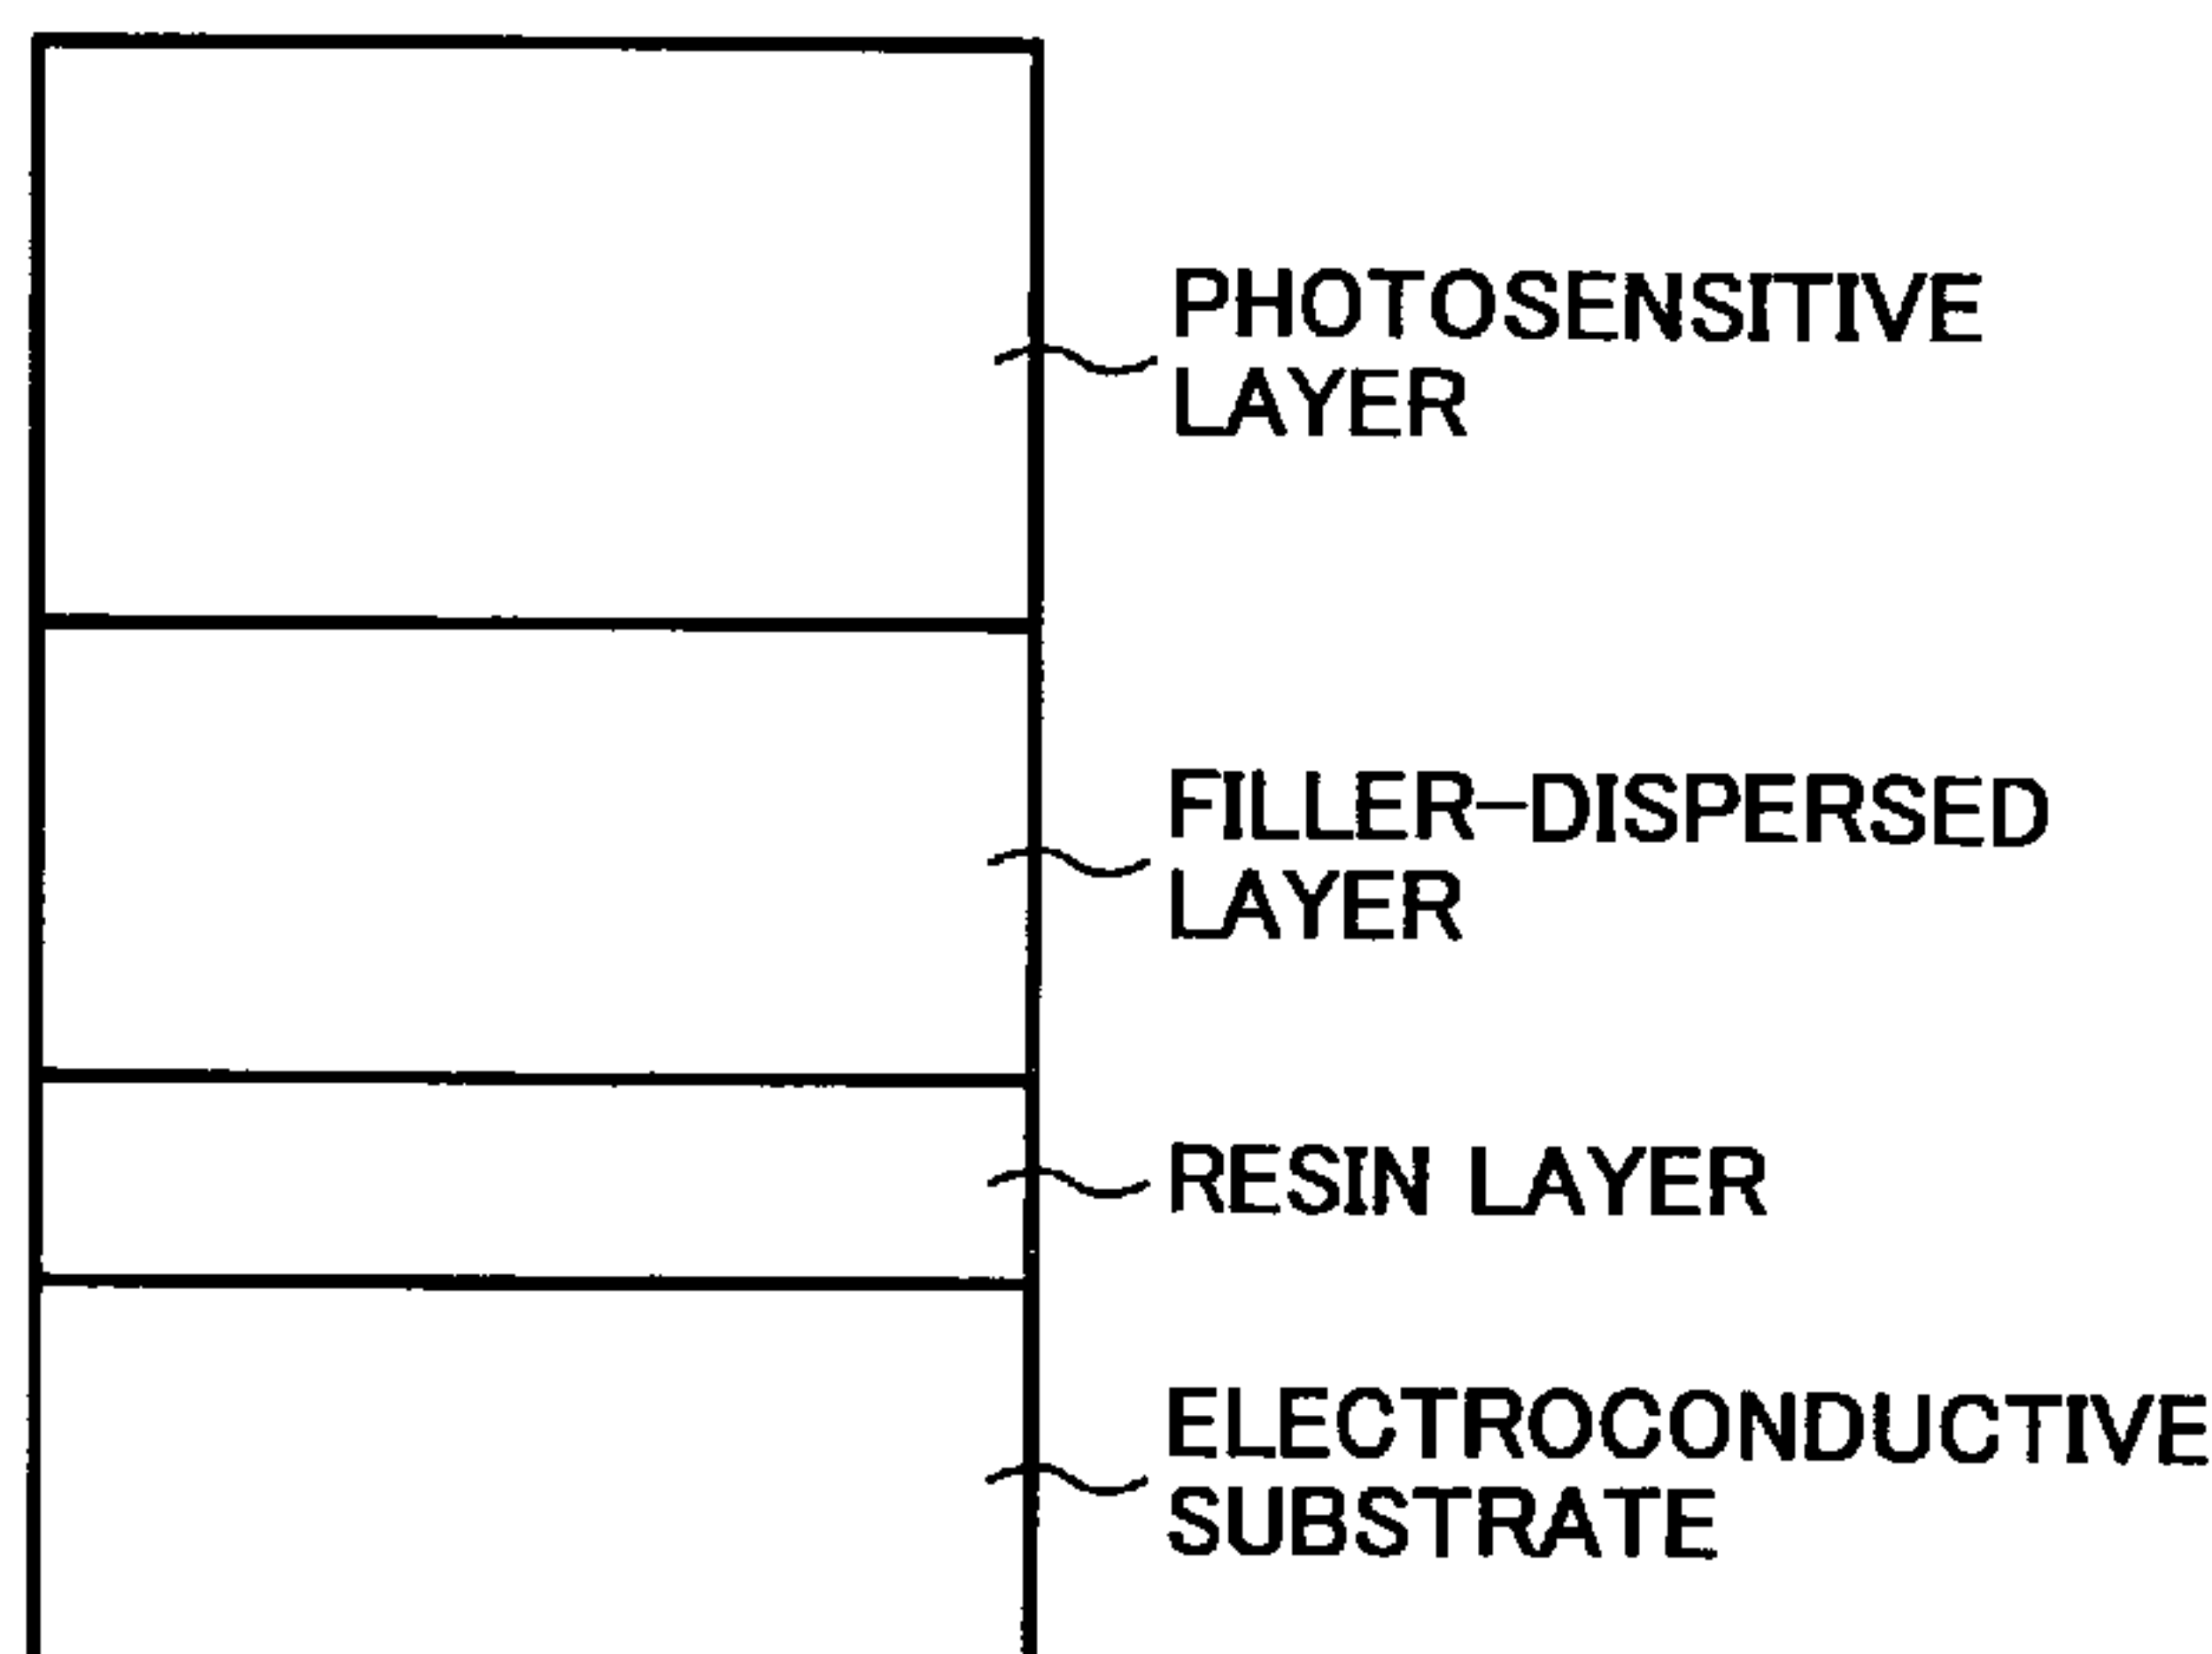 PHOTOSENSITIVE
LAYER
FILLER-DISPERSED
LAYER
RESIN LAYER
ELECTROCONDUCTIVE
SUBSTRATE